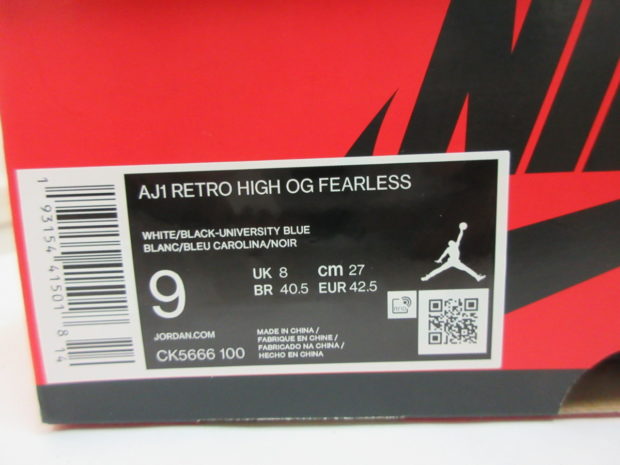 NIK
AJ1 RETRO HIGH OG FEARLESS
WHITE/BLACK-UNIVERSITY BLUE
BLANC/BLEU CAROLINA/NOIR
9
UK 8 cm 27
BR 40.5 EUR 42.5
JORDAN.COM
CK5666 100
MADE IN CHINA /
FABRIQUE EN CHINE /
FABRICADO NA CHINA /
HECHO EN CHINA
1 93154 41501 8 14